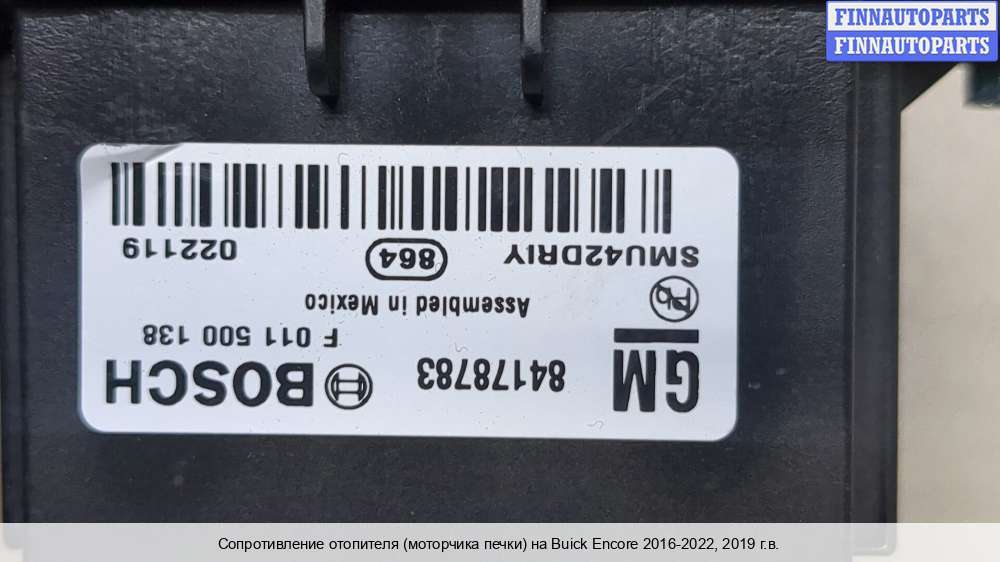 FINNAUTOPARTS
FINNAUTOPARTS
GM
84178783
BOSCH
F 011 500 138
Pb
Assembled in Mexico
SMU42DRIY
864
022119
Сопротивление отопителя (моторчика печки) на Buick Encore 2016-2022, 2019 г.в.